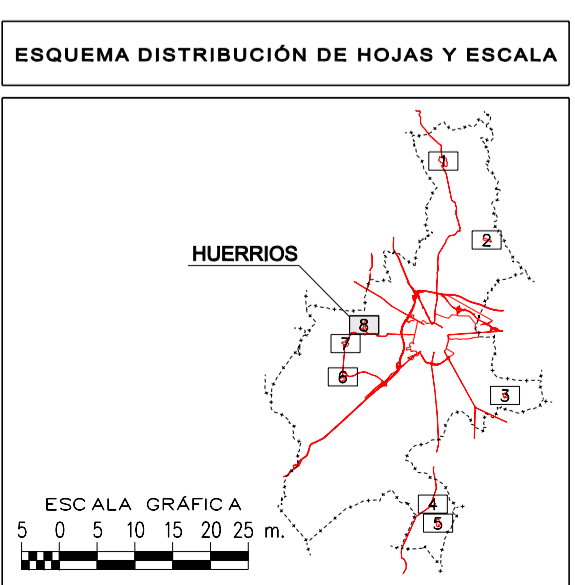 ESQUEMA DISTRIBUCIÓN DE HOJAS Y ESCALA
1
2
HUERRIOS
8
7
6
3
4
5
ESCALA GRÁFICA
5 0 5 10 15 20 25 m.